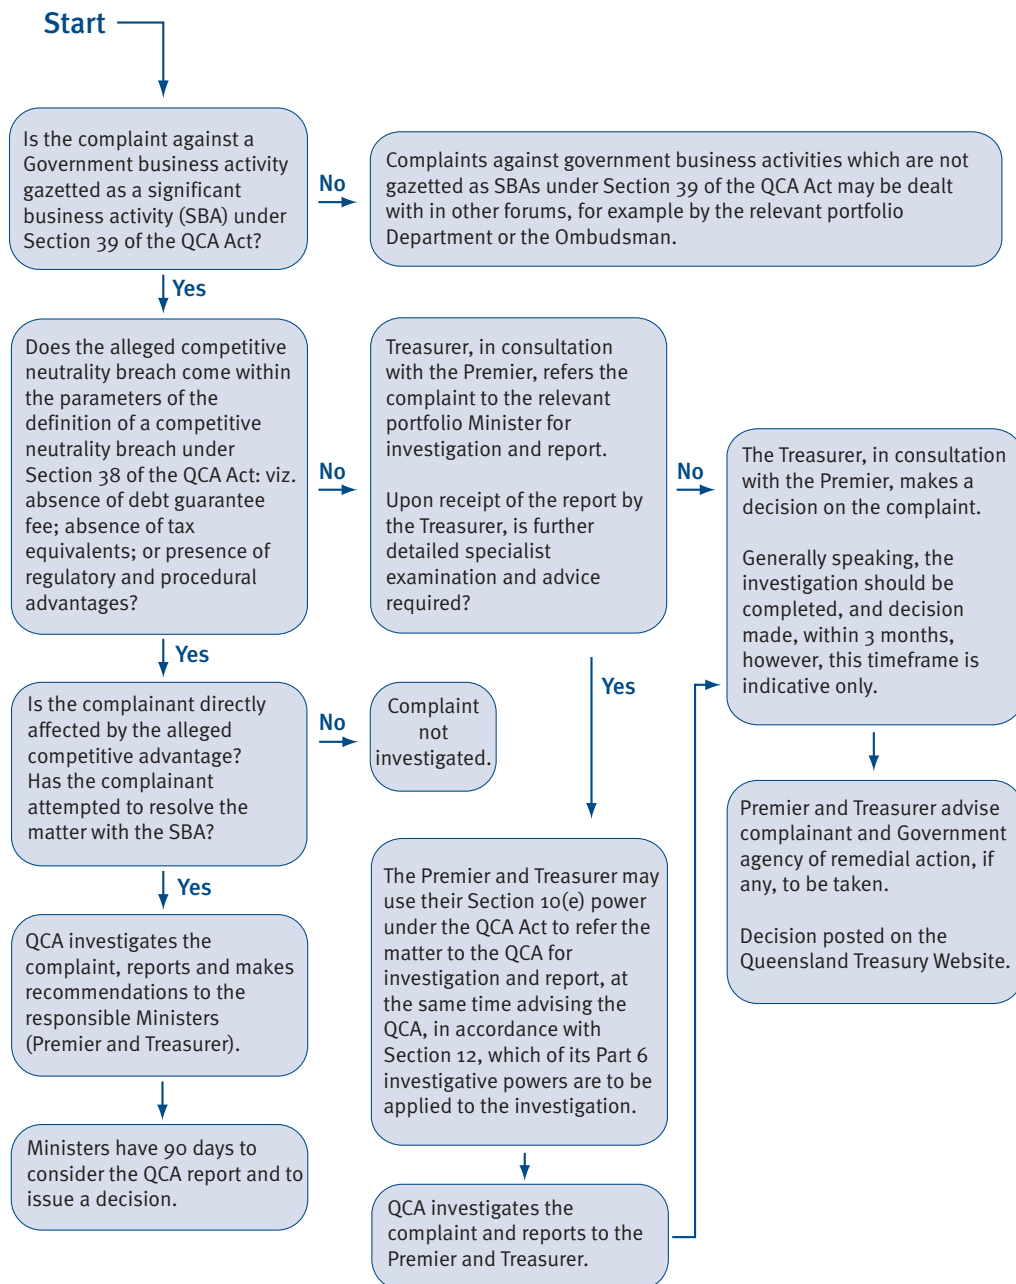 Start
Is the complaint against a
Government business activity
gazetted as a significant
business activity (SBA) under
Section 39 of the QCA Act?
No
Complaints against government business activities which are not
gazetted as SBAs under Section 39 of the QCA Act may be dealt
with in other forums, for example by the relevant portfolio
Department or the Ombudsman.
Yes
Does the alleged competitive
neutrality breach come within
the parameters of the
definition of a competitive
neutrality breach under
Section 38 of the QCA Act: viz.
absence of debt guarantee
fee; absence of tax
equivalents; or presence of
regulatory and procedural
advantages?
No
Treasurer, in consultation
with the Premier, refers the
complaint to the relevant
portfolio Minister for
investigation and report.
Upon receipt of the report by
the Treasurer, is further
detailed specialist
examination and advice
required?
No
The Treasurer, in consultation
with the Premier, makes a
decision on the complaint.
Generally speaking, the
investigation should be
completed, and decision
made, within 3 months,
however, this timeframe is
indicative only.
Yes
Is the complainant directly
affected by the alleged
competitive advantage?
Has the complainant
attempted to resolve the
matter with the SBA?
No
Complaint
not
investigated.
Yes
Premier and Treasurer advise
complainant and Government
agency of remedial action, if
any, to be taken.
Decision posted on the
Queensland Treasury Website.
Yes
QCA investigates the
complaint, reports and makes
recommendations to the
responsible Ministers
(Premier and Treasurer).
The Premier and Treasurer may
use their Section 10(e) power
under the QCA Act to refer the
matter to the QCA for
investigation and report, at
the same time advising the
QCA, in accordance with
Section 12, which of its Part 6
investigative powers are to be
applied to the investigation.
Ministers have 90 days to
consider the QCA report and to
issue a decision.
QCA investigates the
complaint and reports to the
Premier and Treasurer.